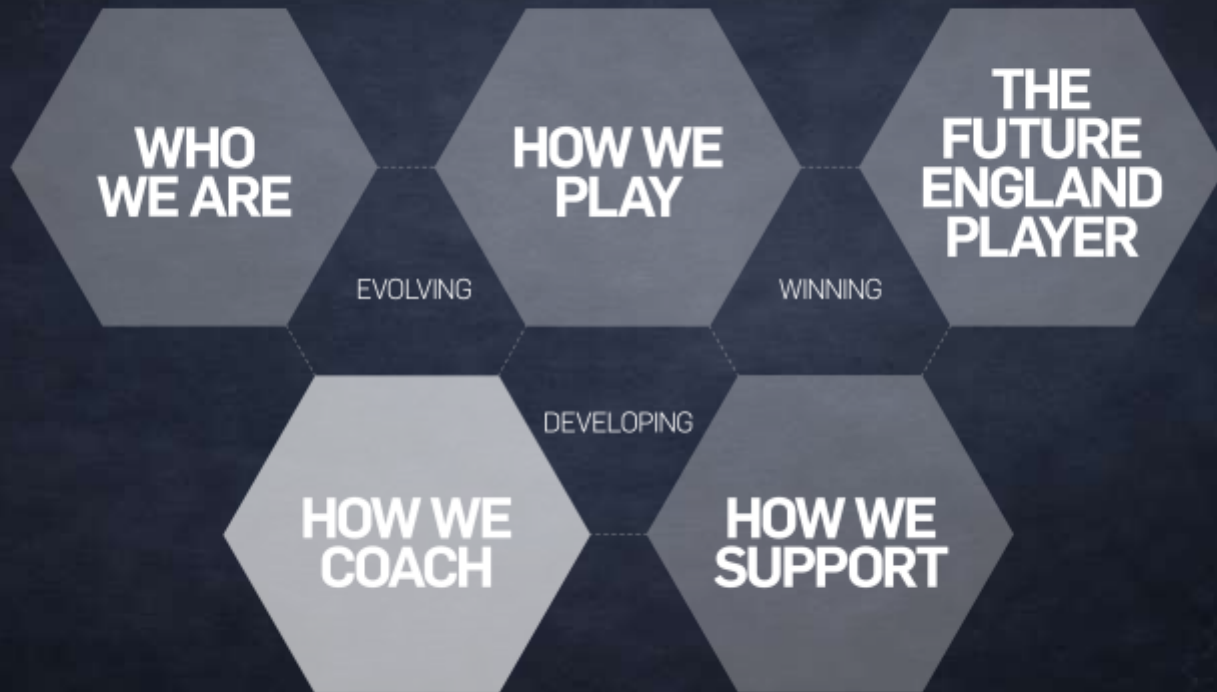 WHO
WE ARE
HOW WE
PLAY
THE
FUTURE
ENGLAND
PLAYER
EVOLVING
WINNING
DEVELOPING
HOW WE
COACH
HOW WE
SUPPORT